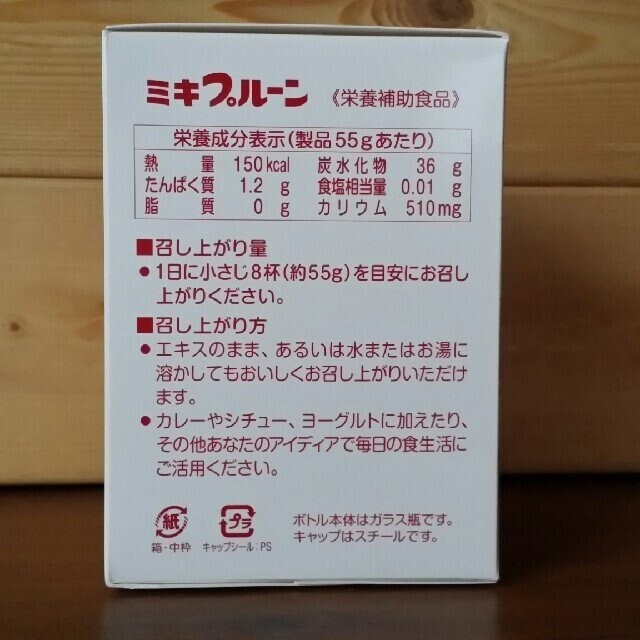 ミキプルーン 《栄養補助食品》
栄養成分表示(製品55gあたり)
熱量 150kcal 炭水化物 36 g
たんぱく質 1.2 g 食塩相当量 0.01 g
脂質 0 g カリウム 510mg
■召し上がり量
●1日に小さじ8杯(約55g)を目安にお召し
上がりください。
■召し上がり方
●エキスのまま、あるいは水またはお湯に
溶かしてもおいしくお召し上がりいただけ
ます。
●カレーやシチュー、ヨーグルトに加えたり、
その他あなたのアイディアで毎日の食生活に
ご活用ください。
紙 プラ ボトル本体はガラス瓶です。
箱・中枠 キャップシール:PS キャップはスチールです。